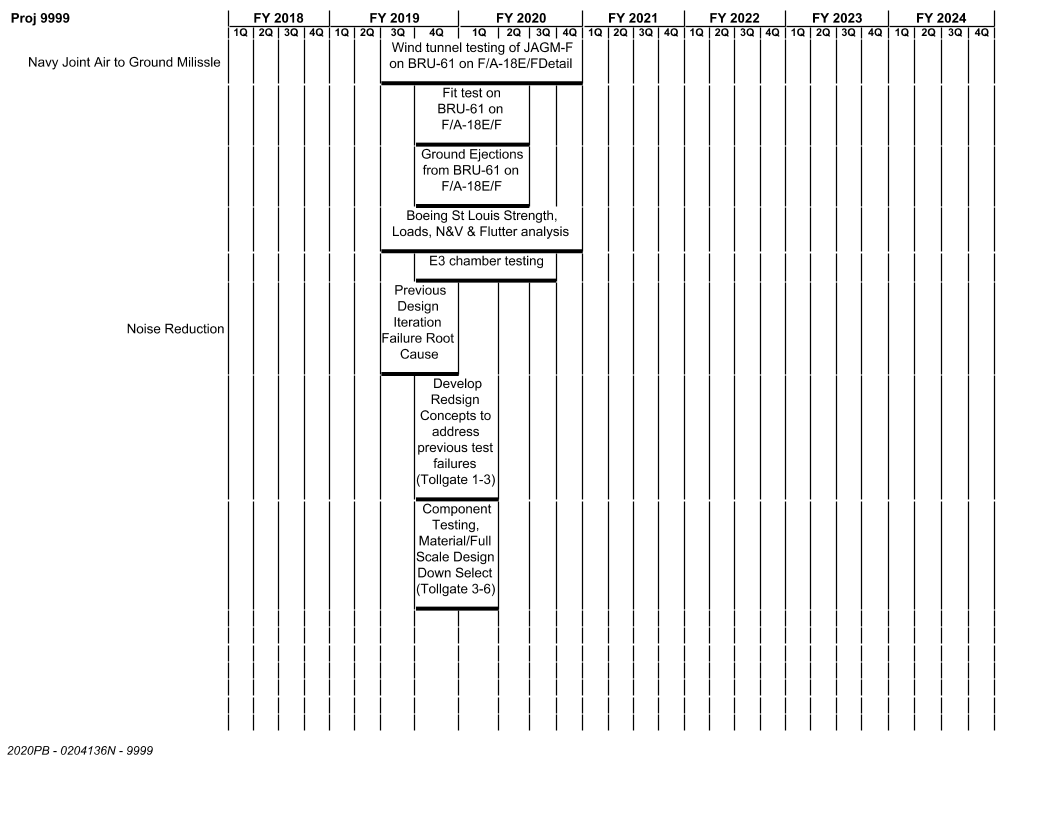 Proj 9999
FY 2018 FY 2019 FY 2020 FY 2021 FY 2022 FY 2023 FY 2024
1Q 2Q 3Q 4Q 1Q 2Q 3Q 4Q 1Q 2Q 3Q 4Q 1Q 2Q 3Q 4Q 1Q 2Q 3Q 4Q 1Q 2Q 3Q 4Q 1Q 2Q 3Q 4Q
Navy Joint Air to Ground Milissle
Wind tunnel testing of JAGM-F
on BRU-61 on F/A-18E/FDetail
Fit test on
BRU-61 on
F/A-18E/F
Ground Ejections
from BRU-61 on
F/A-18E/F
Boeing St Louis Strength,
Loads, N&V & Flutter analysis
E3 chamber testing
Noise Reduction
Previous
Design
Iteration
Failure Root
Cause
Develop
Redsign
Concepts to
address
previous test
failures
(Tollgate 1-3)
Component
Testing,
Material/Full
Scale Design
Down Select
(Tollgate 3-6)
2020PB - 0204136N - 9999